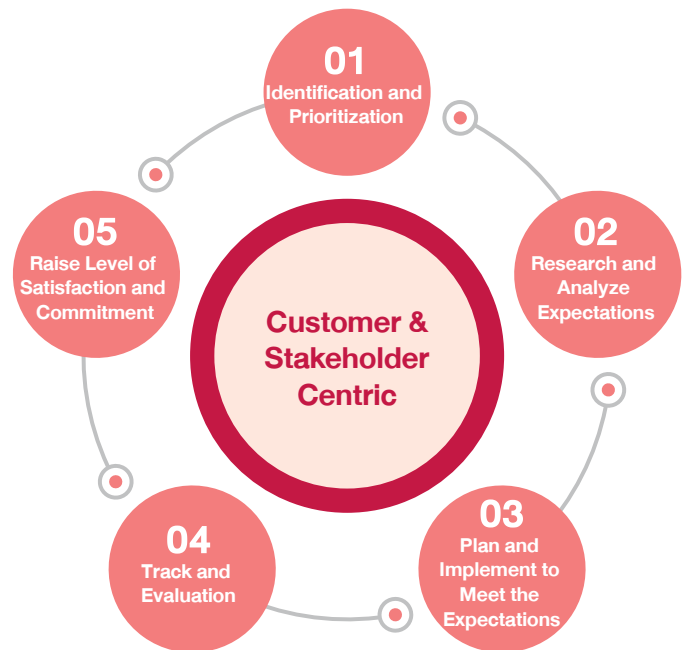 01
Identification and
Prioritization
02
Research and
Analyze
Expectations
03
Plan and
Implement to
Meet the
Expectations
04
Track and
Evaluation
05
Raise Level of
Satisfaction and
Commitment
Customer &
Stakeholder
Centric